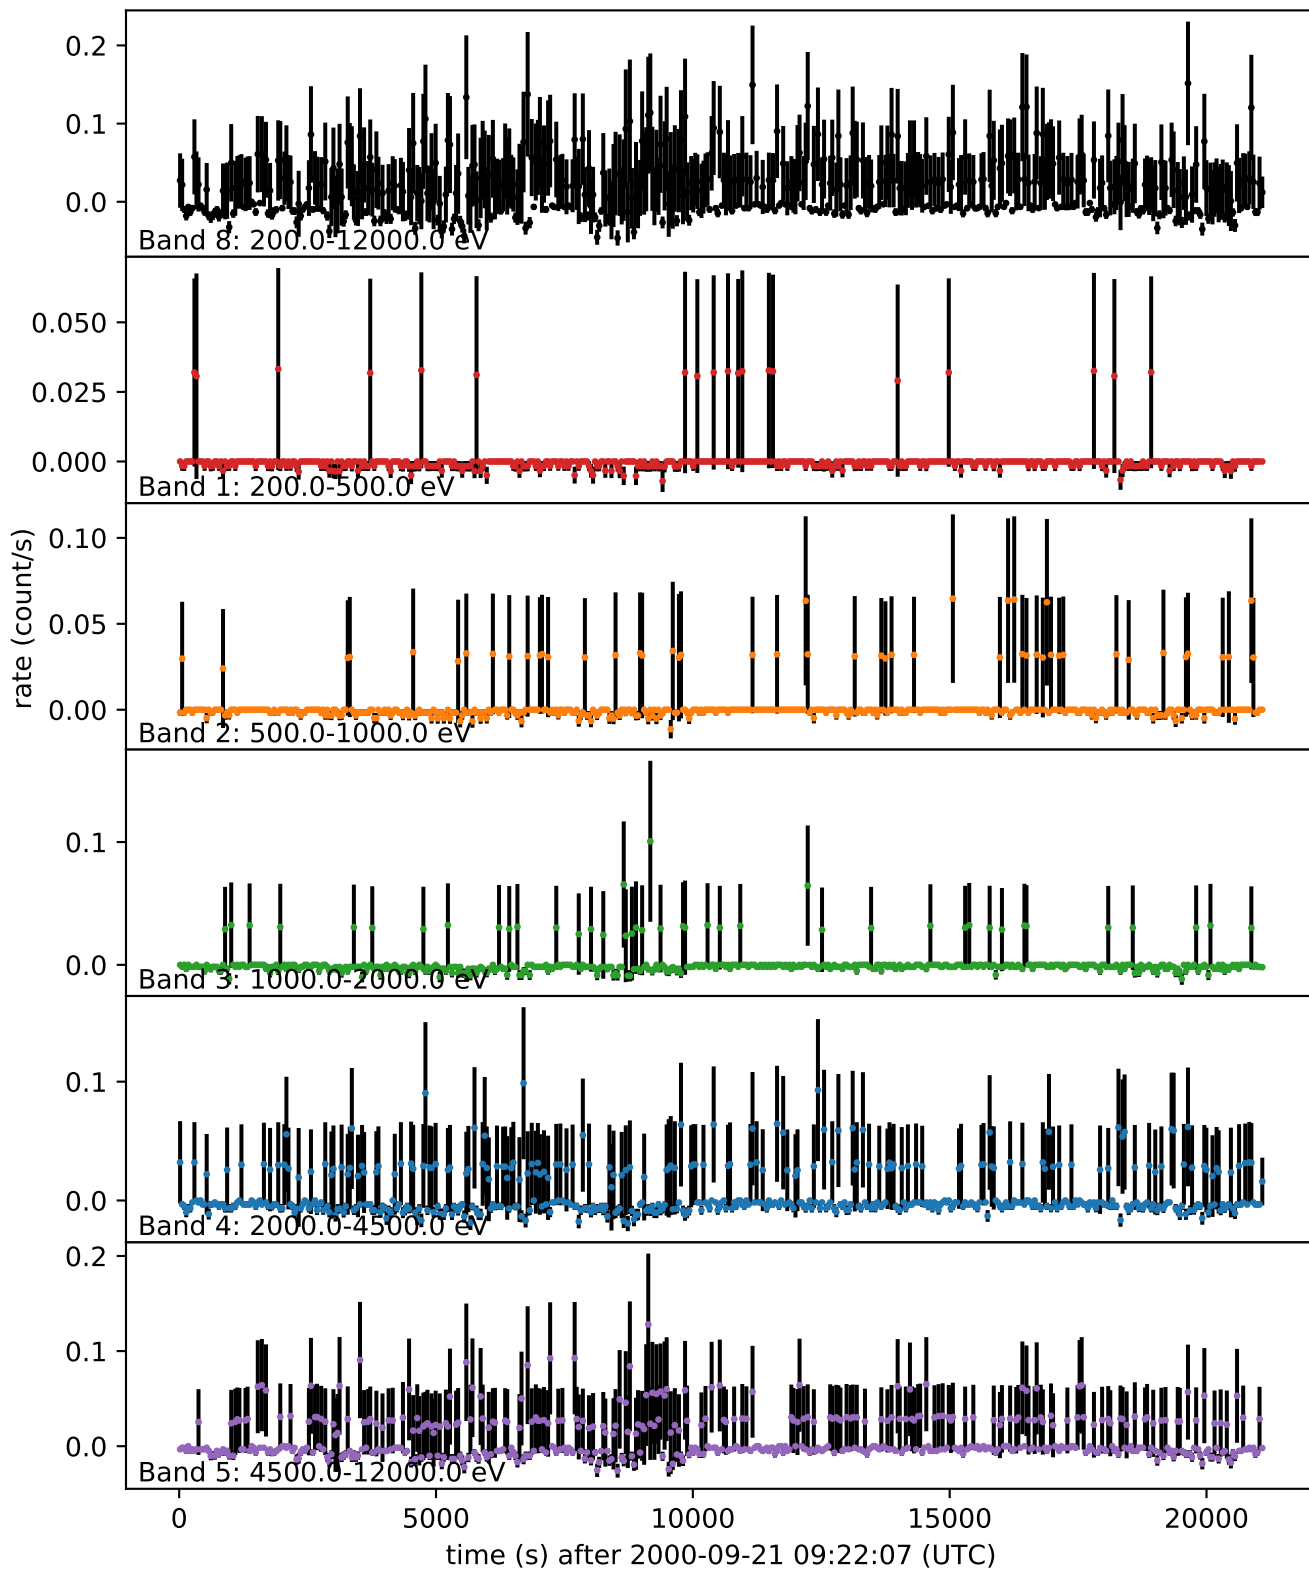 0.2
0.1
0.0
Band 8: 200.0-12000.0 eV
0.050
0.025
0.000
Band 1: 200.0-500.0 eV
rate (count/s)
0.10
0.05
0.00
Band 2: 500.0-1000.0 eV
0.1
0.0
Band 3: 1000.0-2000.0 eV
0.1
0.0
Band 4: 2000.0-4500.0 eV
0.2
0.1
0.0
Band 5: 4500.0-12000.0 eV
0 5000 10000 15000 20000
time (s) after 2000-09-21 09:22:07 (UTC)